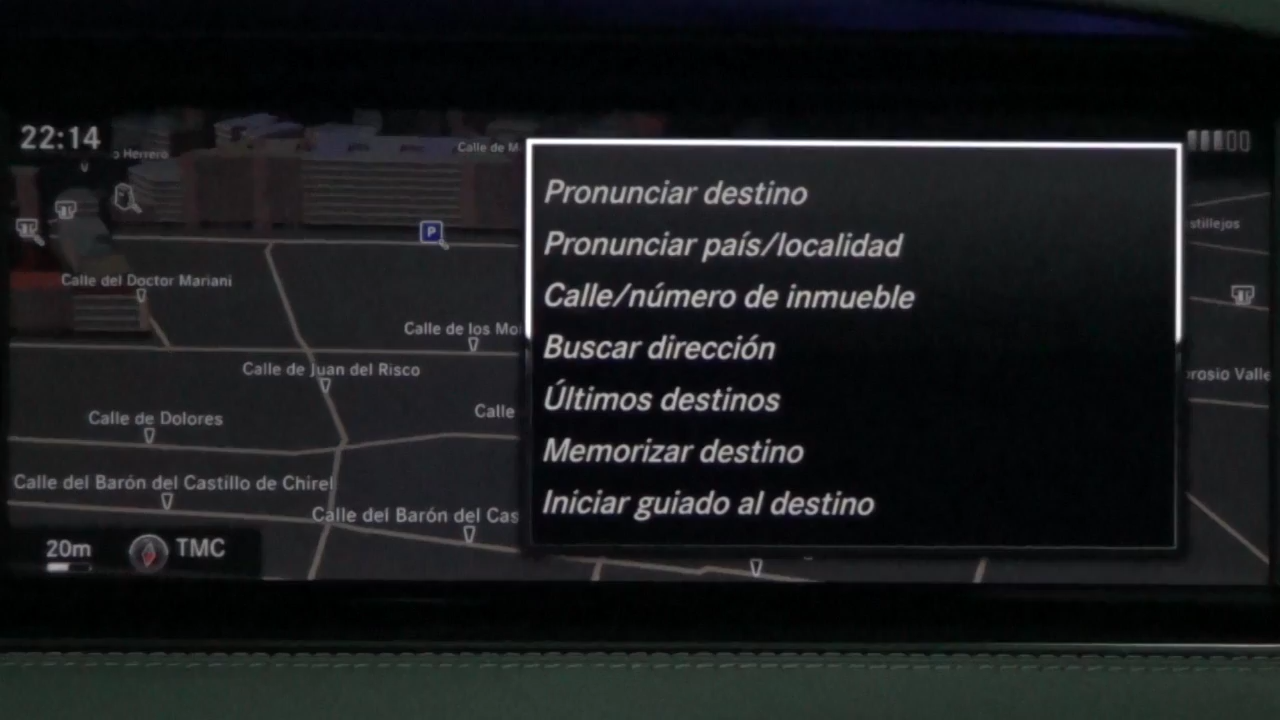 22:14
Herrero
Calle de M
Pronunciar destino
Pronunciar país/localidad
Calle/número de inmueble
Buscar dirección
Últimos destinos
Memorizar destino
Iniciar guiado al destino
P
stillejos
Calle del Doctor Mariani
Calle de los Mo
Calle de Juan del Risco
rosio Valle
Calle
Calle de Dolores
Calle del Barón del Castillo de Chirel
Calle del Barón del Cas
20m
TMC